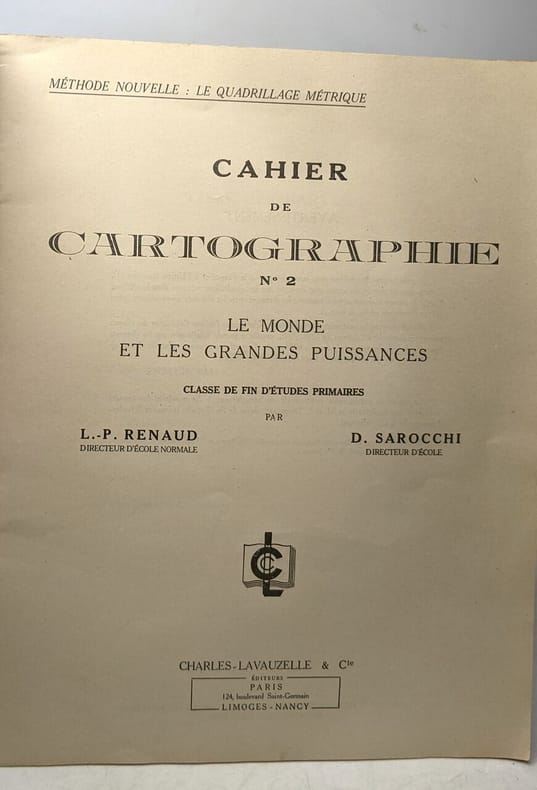 MÉTHODE NOUVELLE : LE QUADRILLAGE MÉTRIQUE
CAHIER
DE
CARTOGRAPHIE
N° 2
LE MONDE
ET LES GRANDES PUISSANCES
CLASSE DE FIN D'ÉTUDES PRIMAIRES
PAR
L.-P. RENAUD
DIRECTEUR D'ÉCOLE NORMALE
D. SAROCCHI
DIRECTEUR D'ÉCOLE
CHARLES-LAVAUZELLE & Cie
ÉDITEURS
PARIS
124, boulevard Saint-Germain
LIMOGES - NANCY